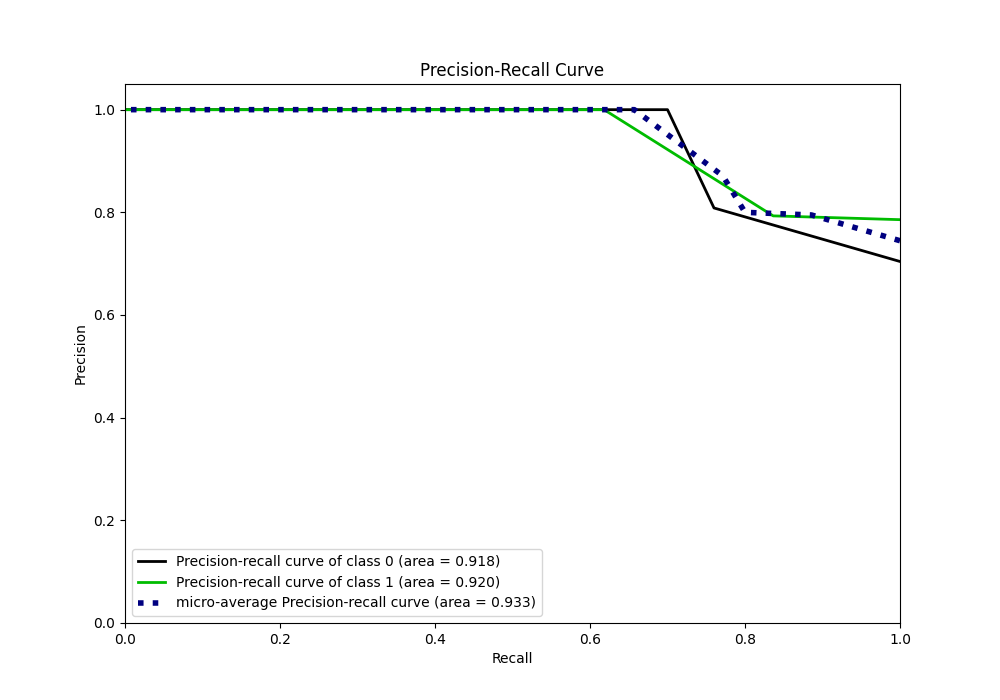 Precision-Recall Curve
1.0
0.8
0.6
0.4
0.2
0.0
Precision
Precision-recall curve of class 0 (area = 0.918)
Precision-recall curve of class 1 (area = 0.920)
micro-average Precision-recall curve (area = 0.933)
0.0 0.2 0.4 0.6 0.8 1.0
Recall